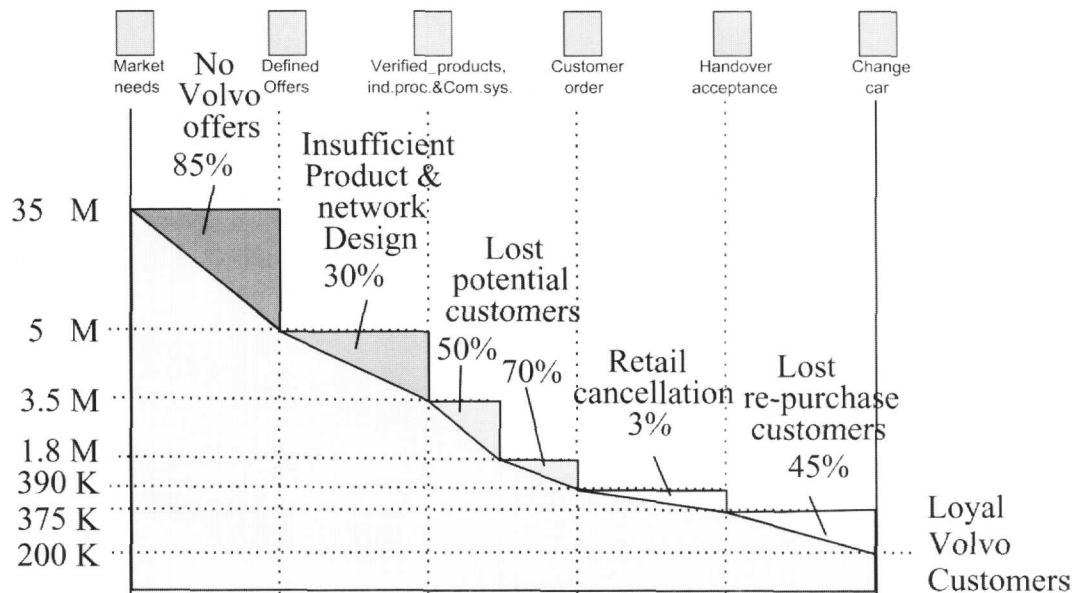 Market
needs
Defined
Offers
Verified_products,
ind.proc.&Com.sys.
Customer
order
Handover
acceptance
Change
car
No
Volvo
offers
85%
Insufficient
Product &
network
Design
30%
Lost
potential
customers
50%
70%
Retail
cancellation
3%
Lost
re-purchase
customers
45%
35 M
5 M
3.5 M
1.8 M
390 K
375 K
200 K
Loyal
Volvo
Customers